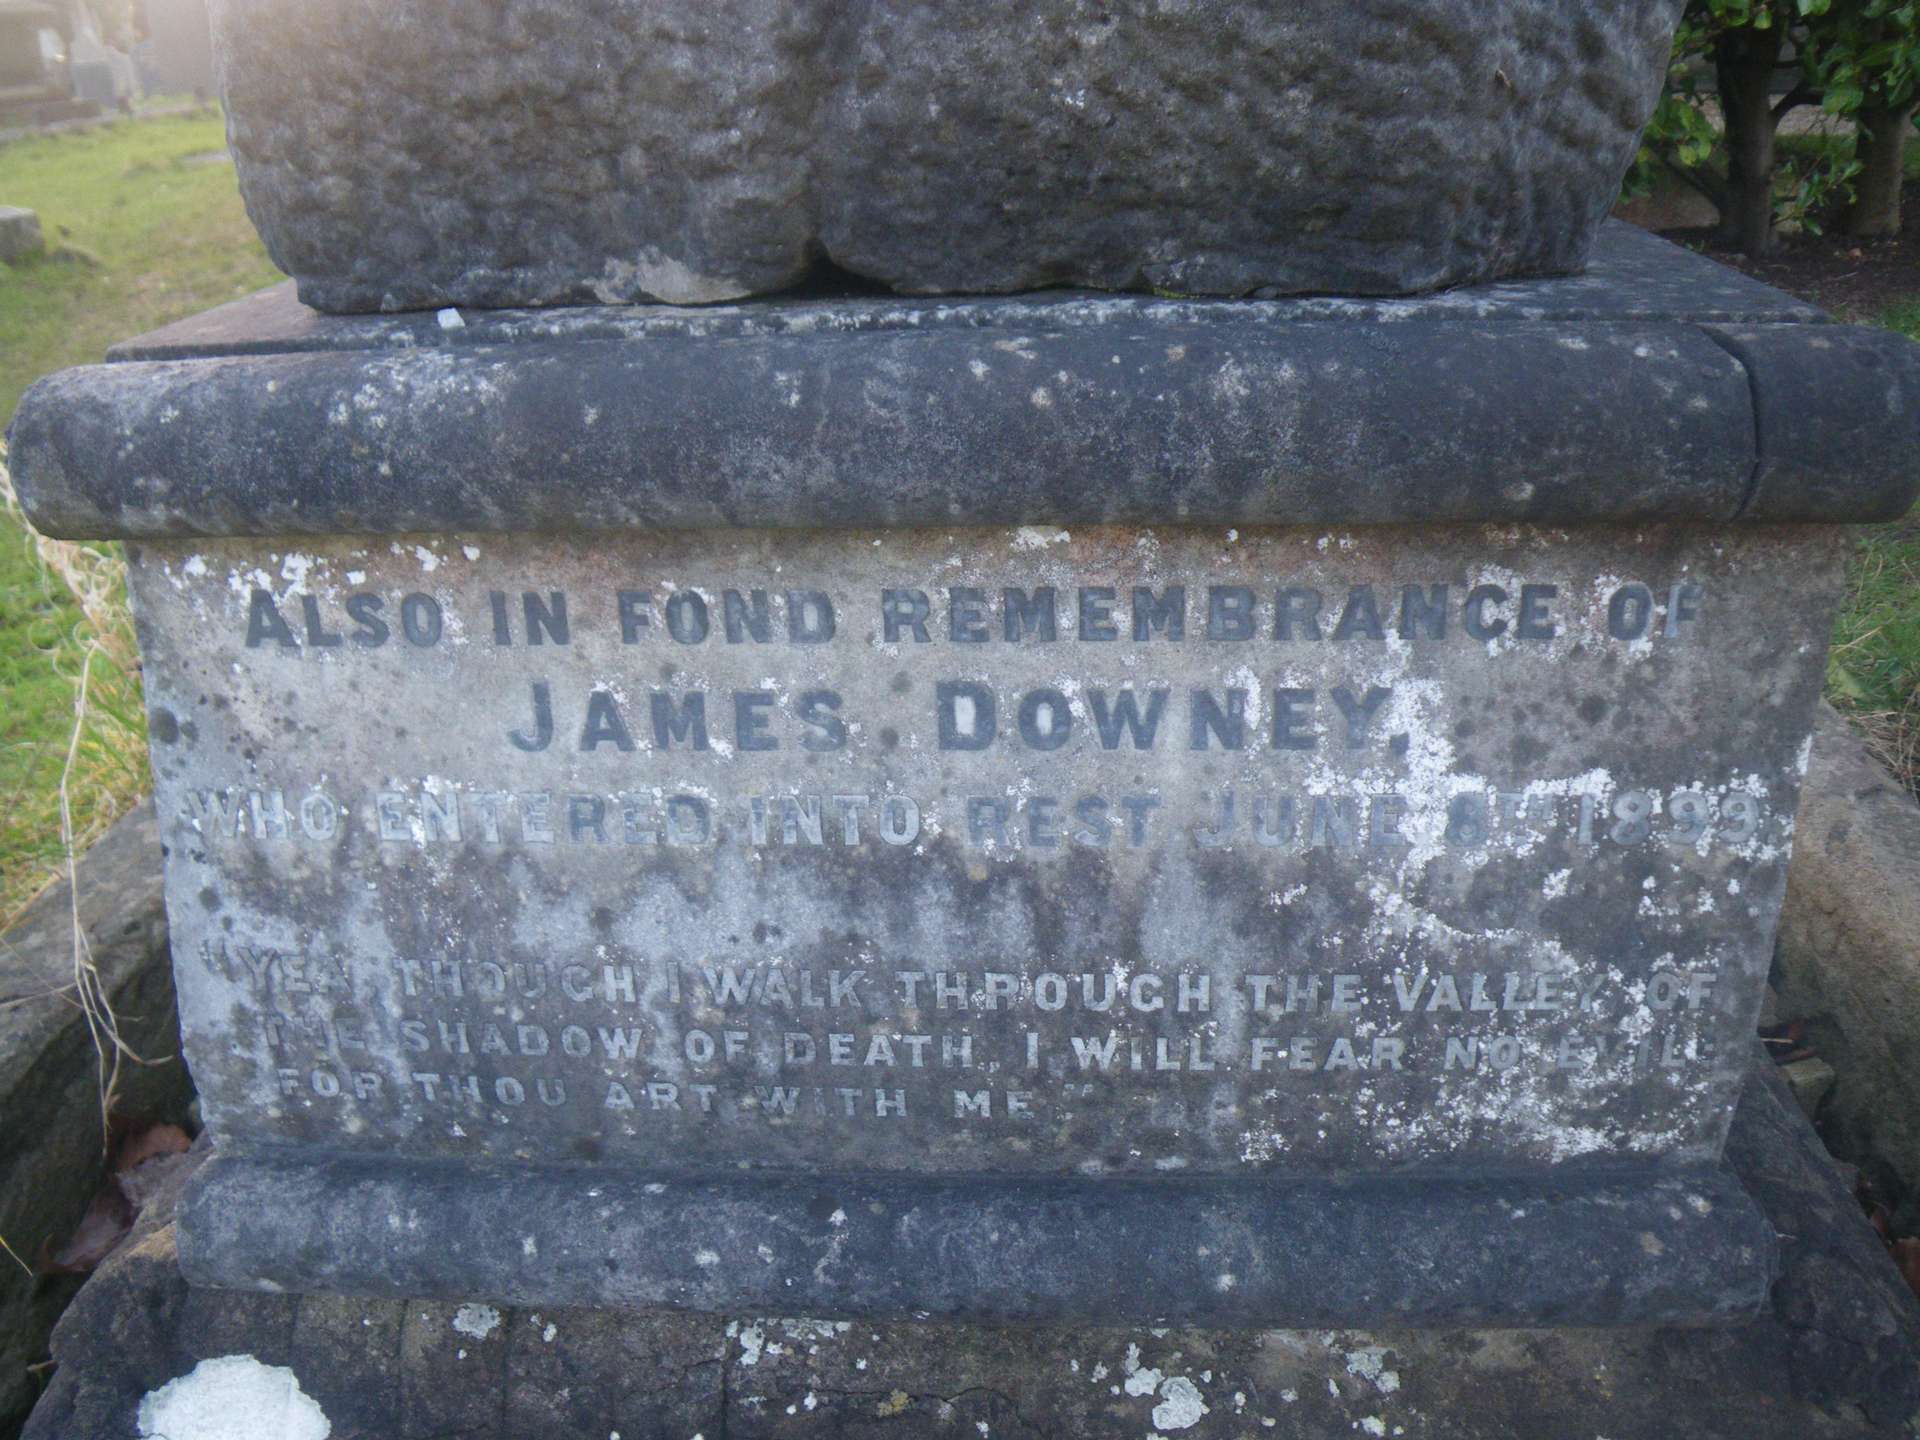 ALSO IN FOND REMEMBRANCE OF
JAMES DOWNEY,
WHO ENTERED INTO REST JUNE 8TH 1899
"YEA THOUGH I WALK THROUGH THE VALLEY OF
THE SHADOW OF DEATH, I WILL FEAR NO EVIL:
FOR THOU ART WITH ME"